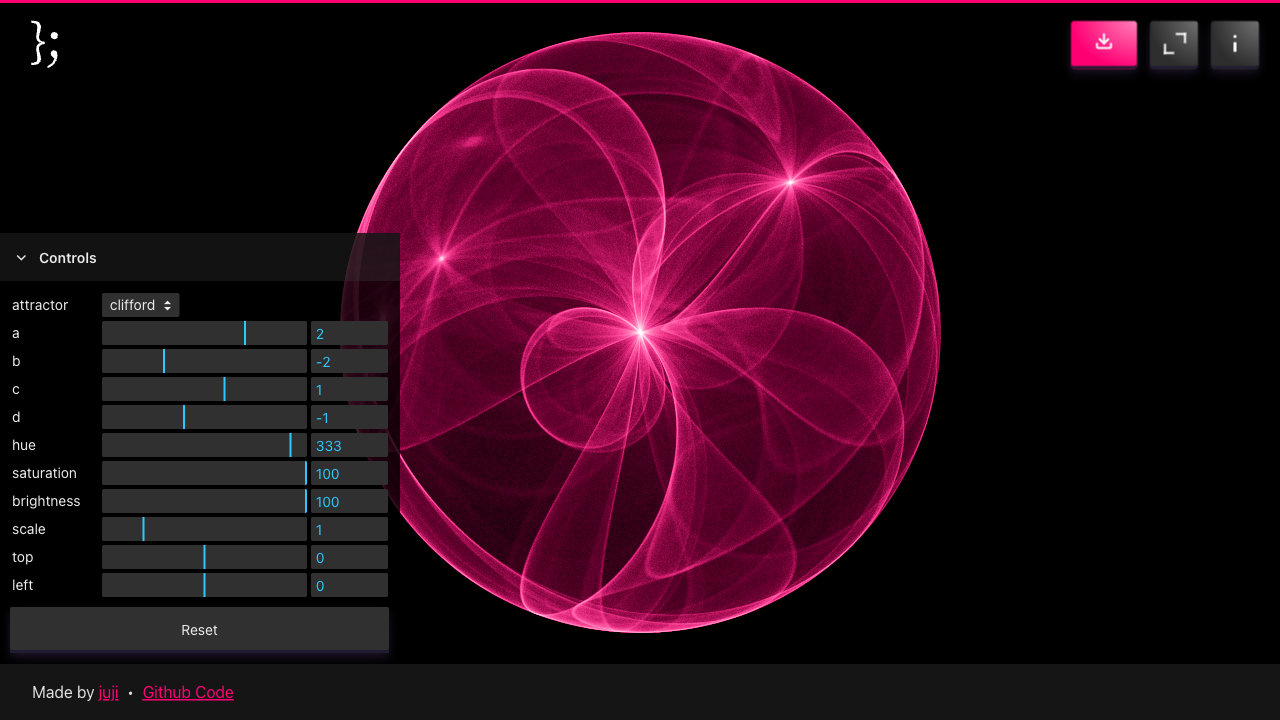 };
Controls
attractor clifford
a 2
b -2
c 1
d -1
hue 333
saturation 100
brightness 100
scale 1
top 0
left 0
Reset
Made by juji • Github Code